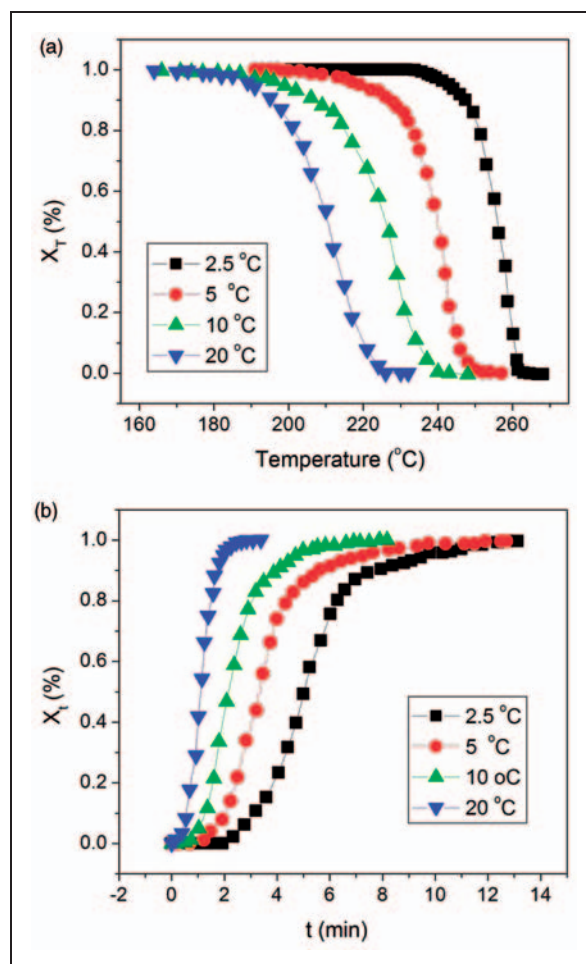 (a)
1.0
0.8
0.6
0.4
0.2
0.0
X_T (%)
2.5 °C
5 °C
10 °C
20 °C
160 180 200 220 240 260
Temperature (°C)
(b)
1.0
0.8
0.6
0.4
0.2
0.0
X_t (%)
2.5 °C
5 °C
10 oC
20 °C
-2 0 2 4 6 8 10 12 14
t (min)